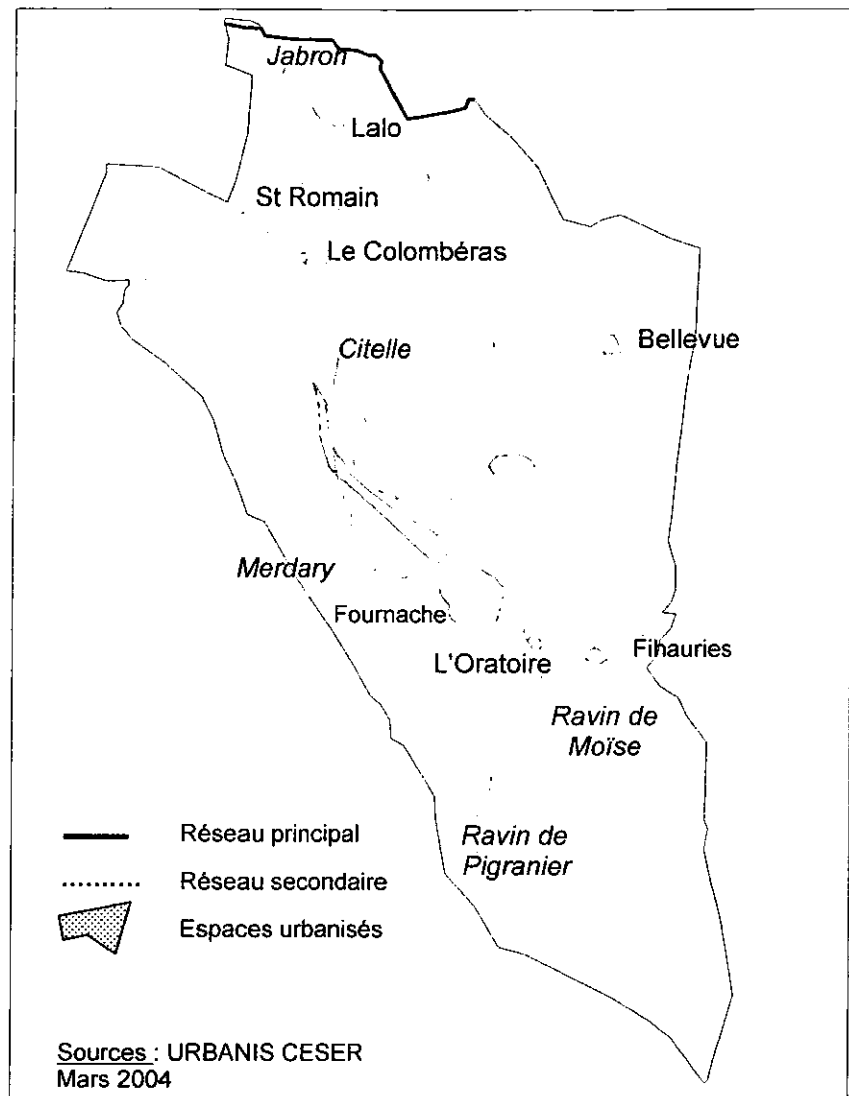 Jabron
Lalo
St Romain
Le Colombéras
Bellevue
Citelle
Merdary
Fournache
L'Oratoire
Fihauries
Ravin de
Moïse
Réseau principal
Ravin de
Pigranier
Réseau secondaire
Espaces urbanisés
Sources : URBANIS CESER
Mars 2004